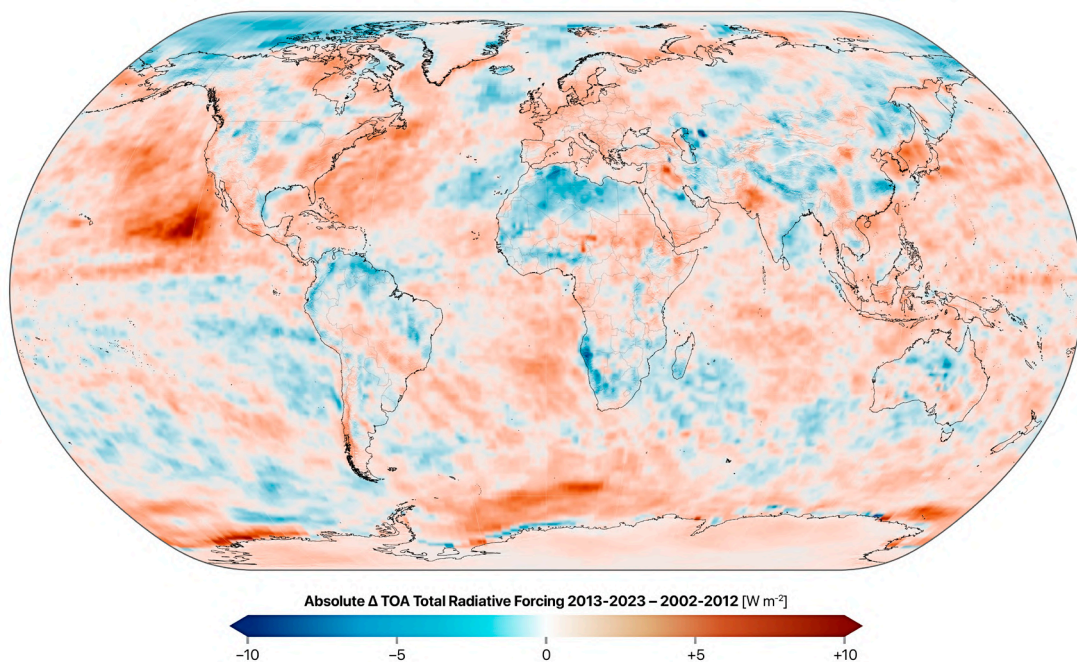 Absolute Δ TOA Total Radiative Forcing 2013-2023 – 2002-2012 [W m⁻²]
−10 −5 0 +5 +10